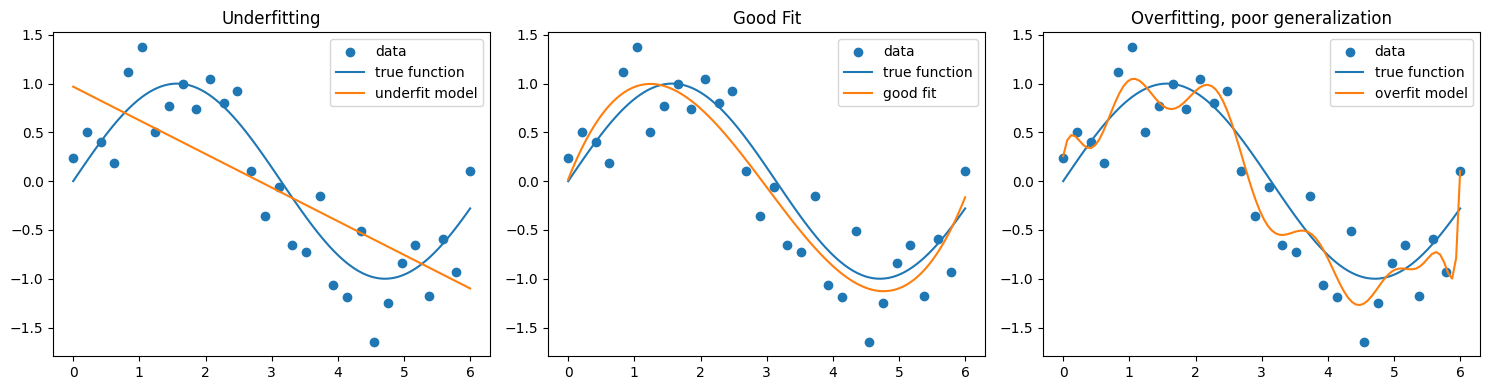 Underfitting
data
true function
underfit model
1.5
1.0
0.5
0.0
−0.5
−1.0
−1.5
0 1 2 3 4 5 6
Good Fit
data
true function
good fit
1.5
1.0
0.5
0.0
−0.5
−1.0
−1.5
0 1 2 3 4 5 6
Overfitting, poor generalization
data
true function
overfit model
1.5
1.0
0.5
0.0
−0.5
−1.0
−1.5
0 1 2 3 4 5 6